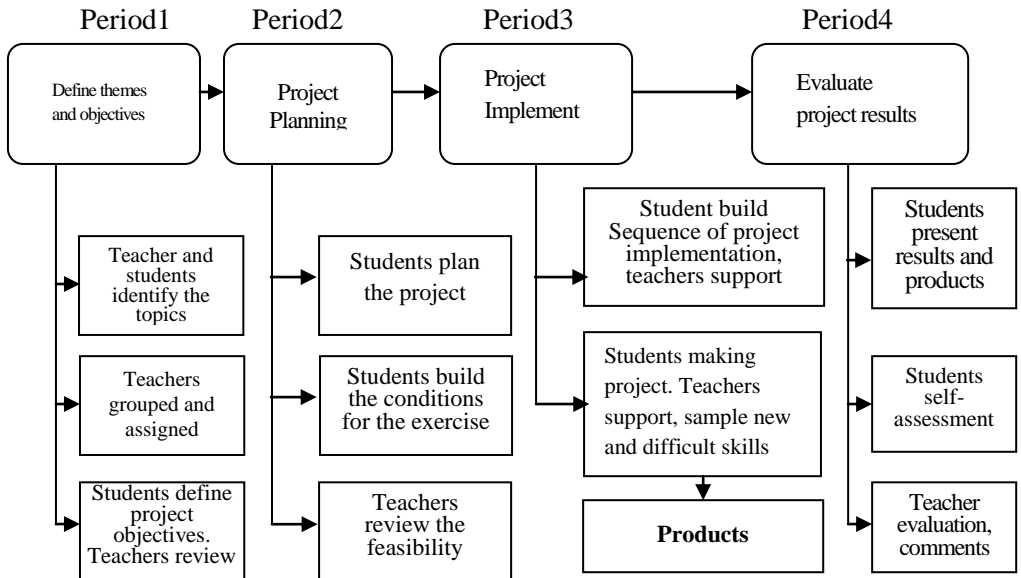 Period1
Period2
Period3
Period4
Define themes
and objectives
Project
Planning
Project
Implement
Evaluate
project results
Teacher and
students
identify the
topics
Teachers
grouped and
assigned
Students define
project
objectives.
Teachers review
Students plan
the project
Students build
the conditions
for the exercise
Teachers
review the
feasibility
Student build
Sequence of project
implementation,
teachers support
Students making
project. Teachers
support, sample new
and difficult skills
Products
Students
present
results and
products
Students
self-
assessment
Teacher
evaluation,
comments